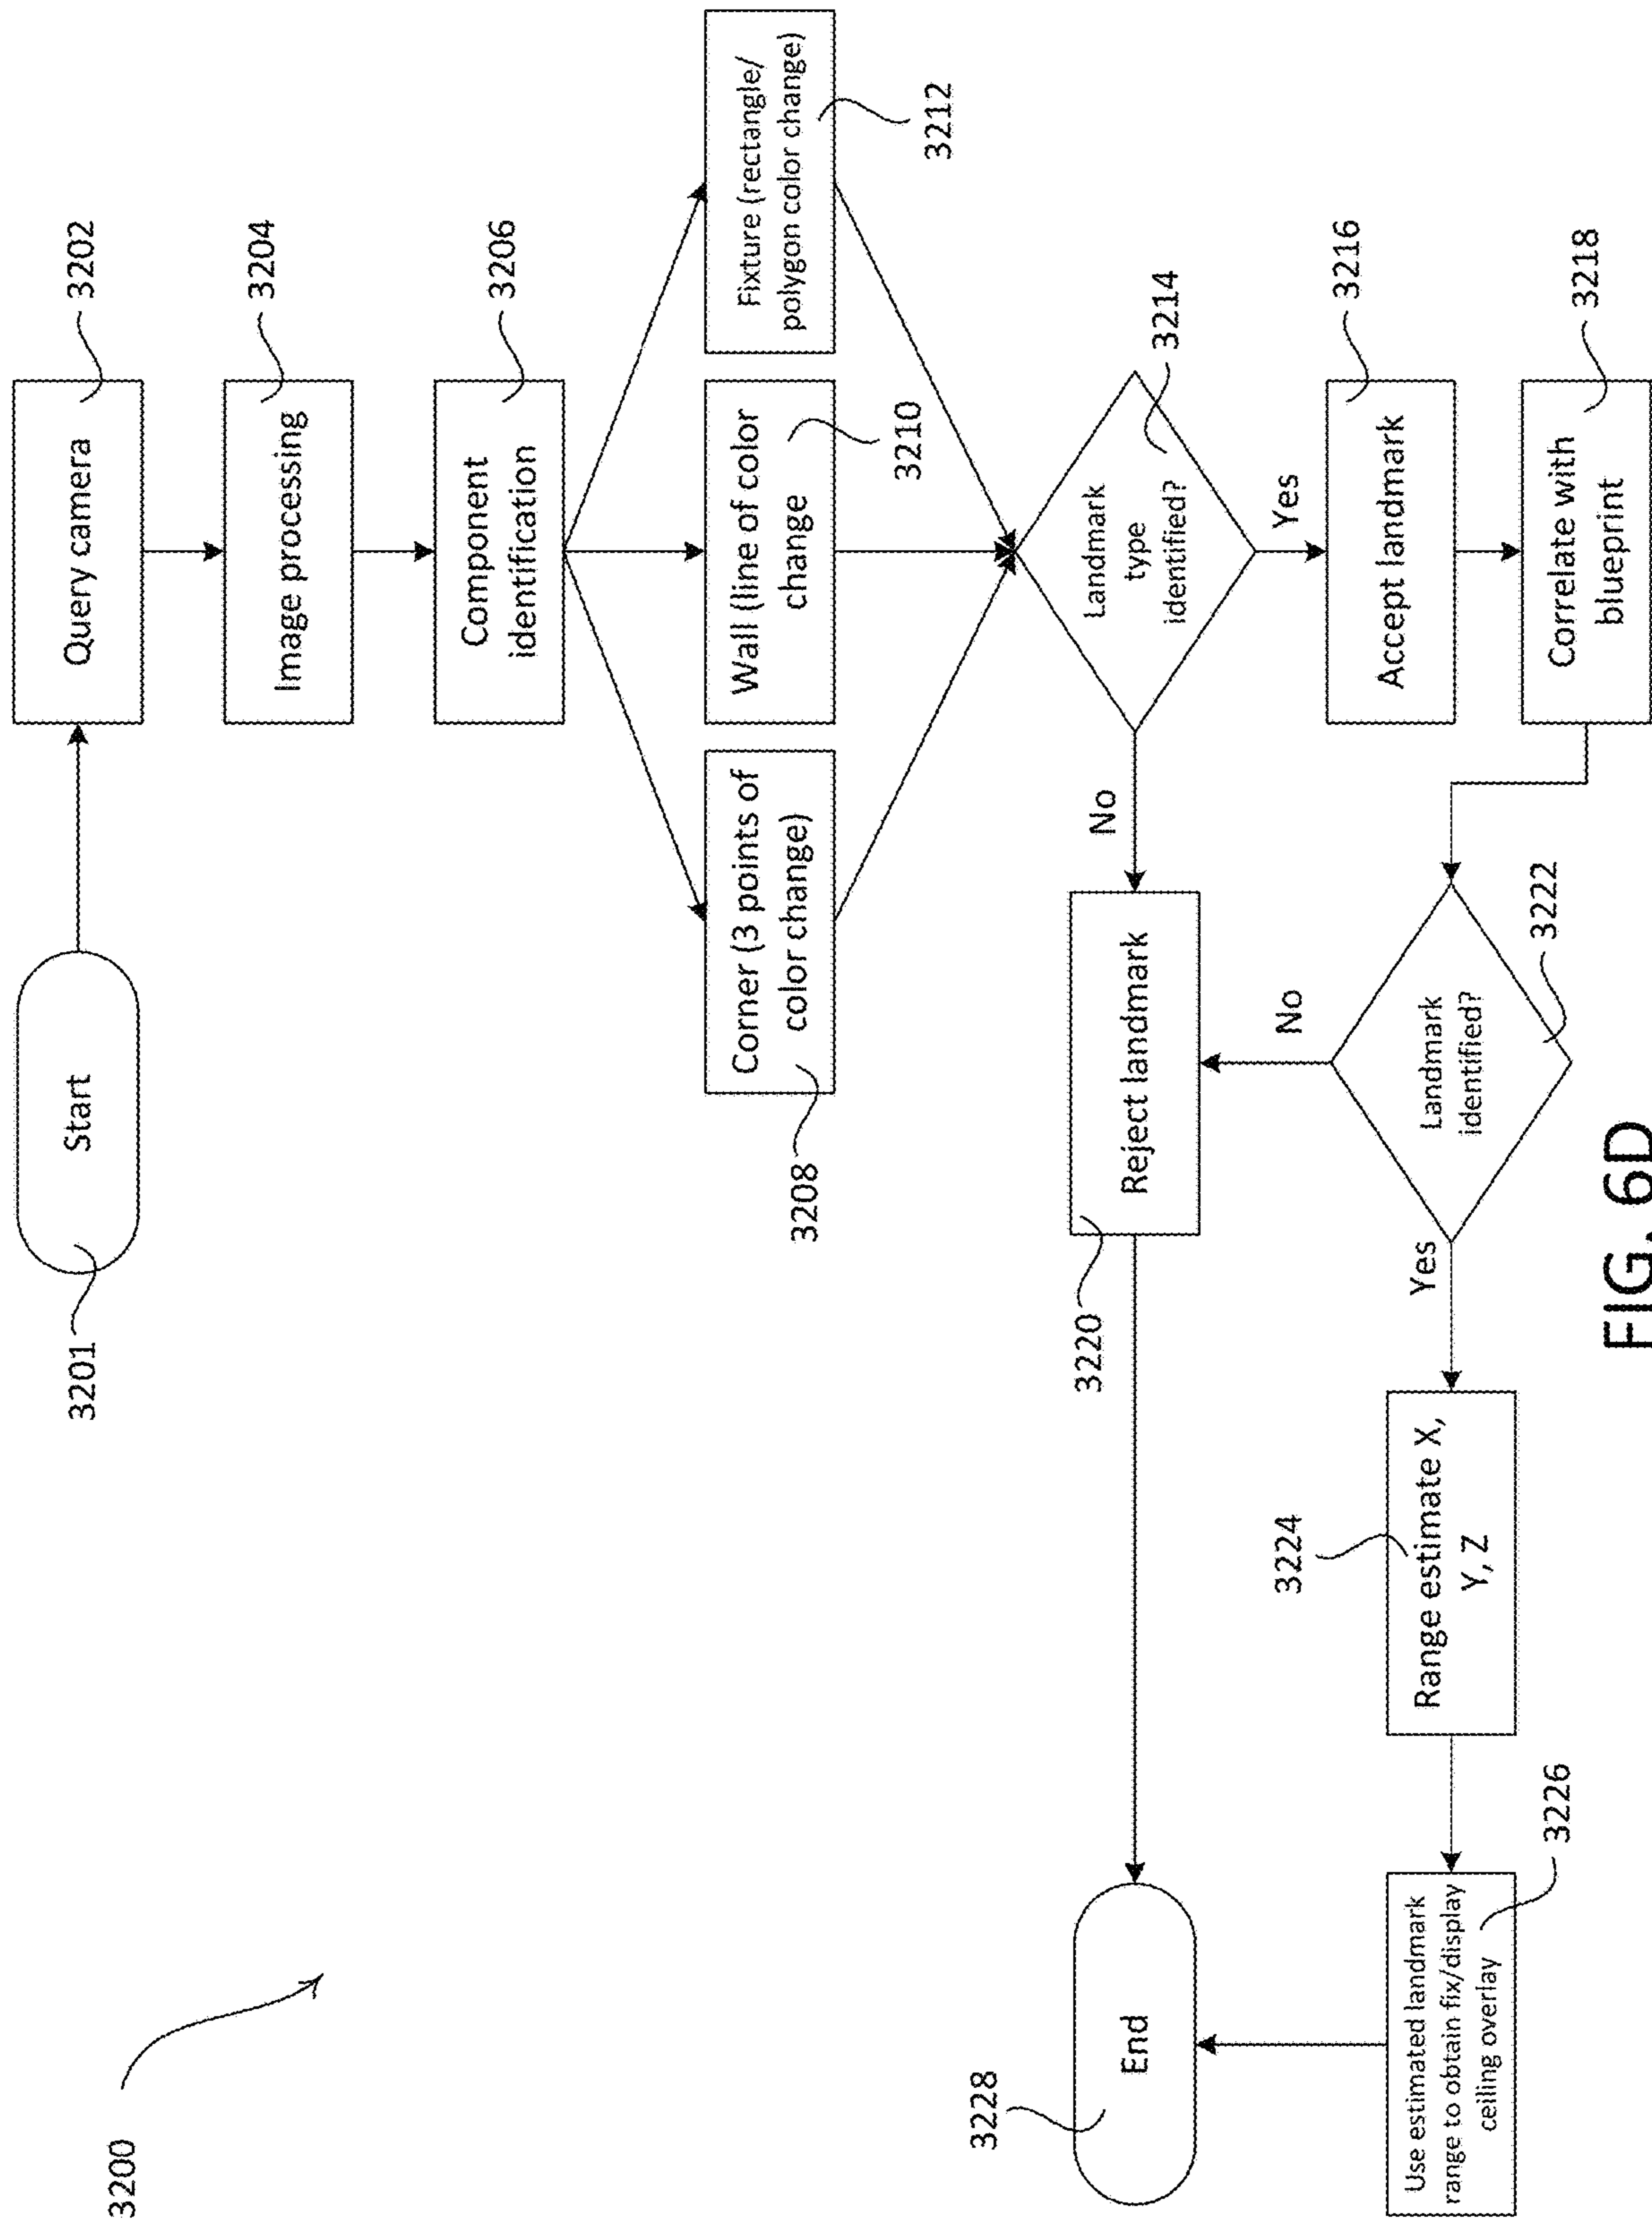 3200
Start
3201
Query camera
3202
Image processing
3204
Component
identification
3206
Corner (3 points of
color change)
3208
Wall (line of color
change
3210
Fixture (rectangle/
polygon color change)
3212
Landmark
type
identified?
3214
No
Yes
Reject landmark
3220
Accept landmark
3216
Correlate with
blueprint
3218
Landmark
identified?
3222
No
Yes
Range estimate X,
Y, Z
3224
Use estimated landmark
range to obtain fix/display
ceiling overlay
3226
End
3228
FIG. 6D